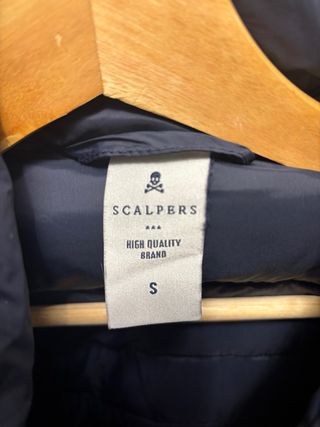 SCALPERS
HIGH QUALITY
BRAND
S